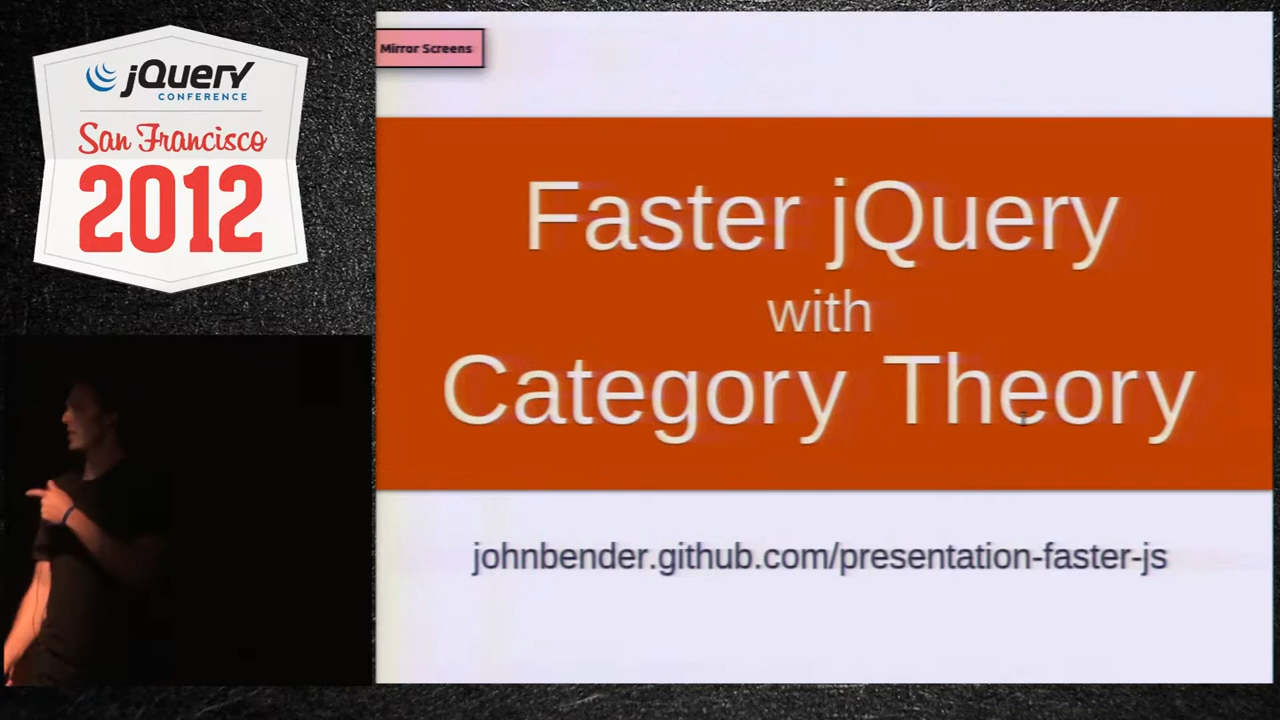 jQuery
CONFERENCE
San Francisco
2012
Mirror Screens
Faster jQuery
with
Category Theory
johnbender.github.com/presentation-faster-js